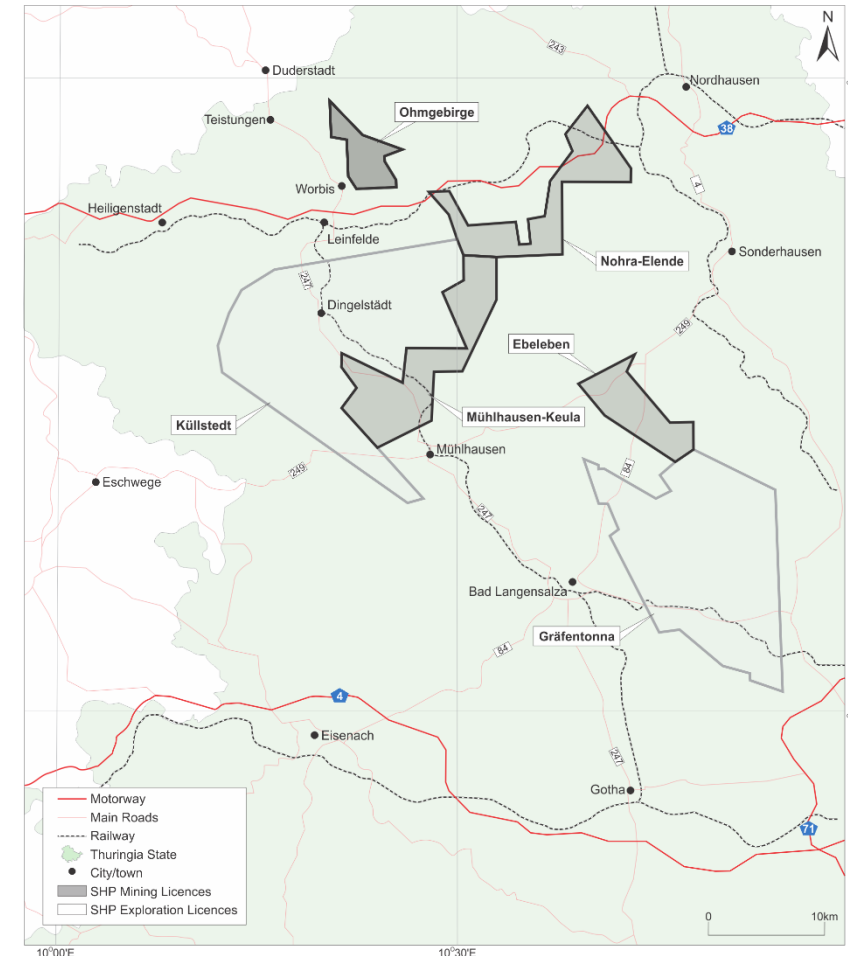 N
243
Duderstadt
Nordhausen
Ohmgebirge
Teistungen
38
4
Worbis
Heiligenstadt
Leinfelde
Nohra-Elende
Sonderhausen
247
Dingelstädt
249
Ebeleben
Küllstedt
Mühlhausen-Keula
Mühlhausen
249
84
Eschwege
247
Bad Langensalza
Gräfentonna
84
4
Eisenach
247
Gotha
71
Motorway
Main Roads
Railway
Thuringia State
City/town
SHP Mining Licences
SHP Exploration Licences
0 10km
10°00'E 10°30'E